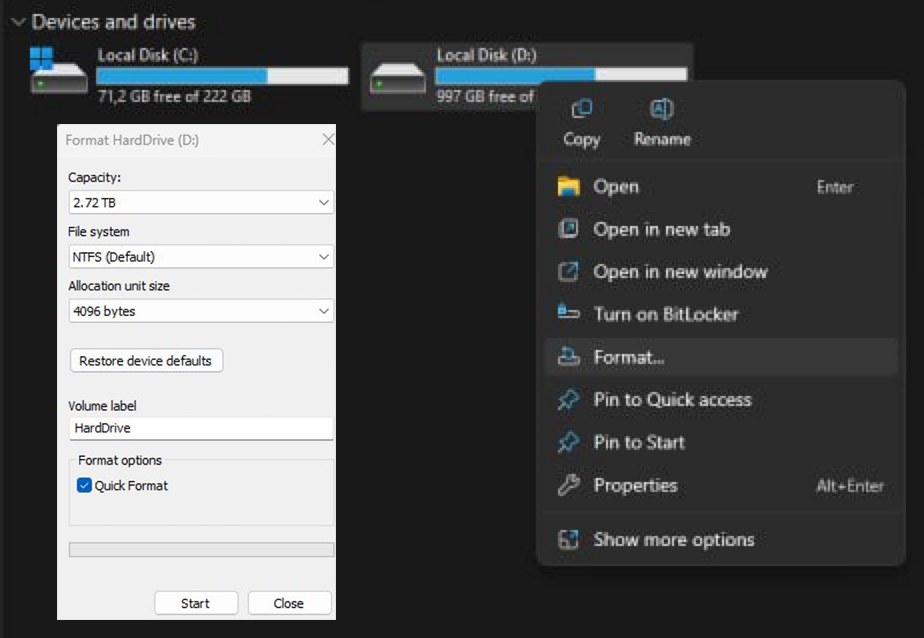 Devices and drives
Local Disk (C:)
71,2 GB free of 222 GB
Local Disk (D:)
997 GB free of
Format HardDrive (D:)
Capacity:
2.72 TB
File system
NTFS (Default)
Allocation unit size
4096 bytes
Restore device defaults
Volume label
HardDrive
Format options
Quick Format
Start Close
Copy Rename
Open Enter
Open in new tab
Open in new window
Turn on BitLocker
Format...
Pin to Quick access
Pin to Start
Properties Alt+Enter
Show more options